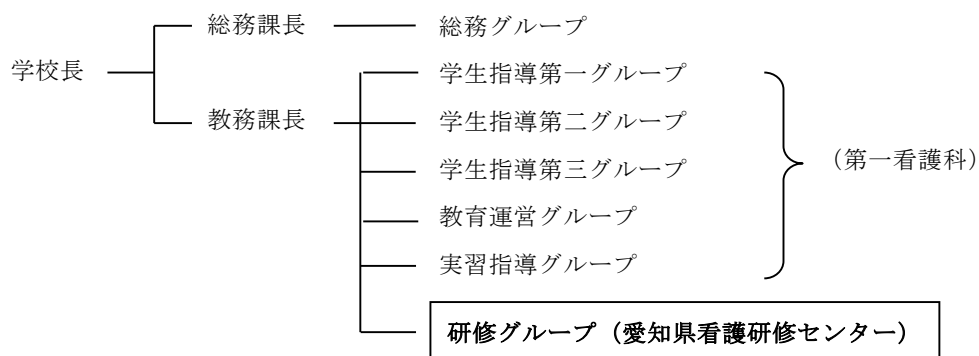 総務課長
総務グループ
学校長
学生指導第一グループ
教務課長
学生指導第二グループ
学生指導第三グループ
(第一看護科)
教育運営グループ
実習指導グループ
研修グループ(愛知県看護研修センター)